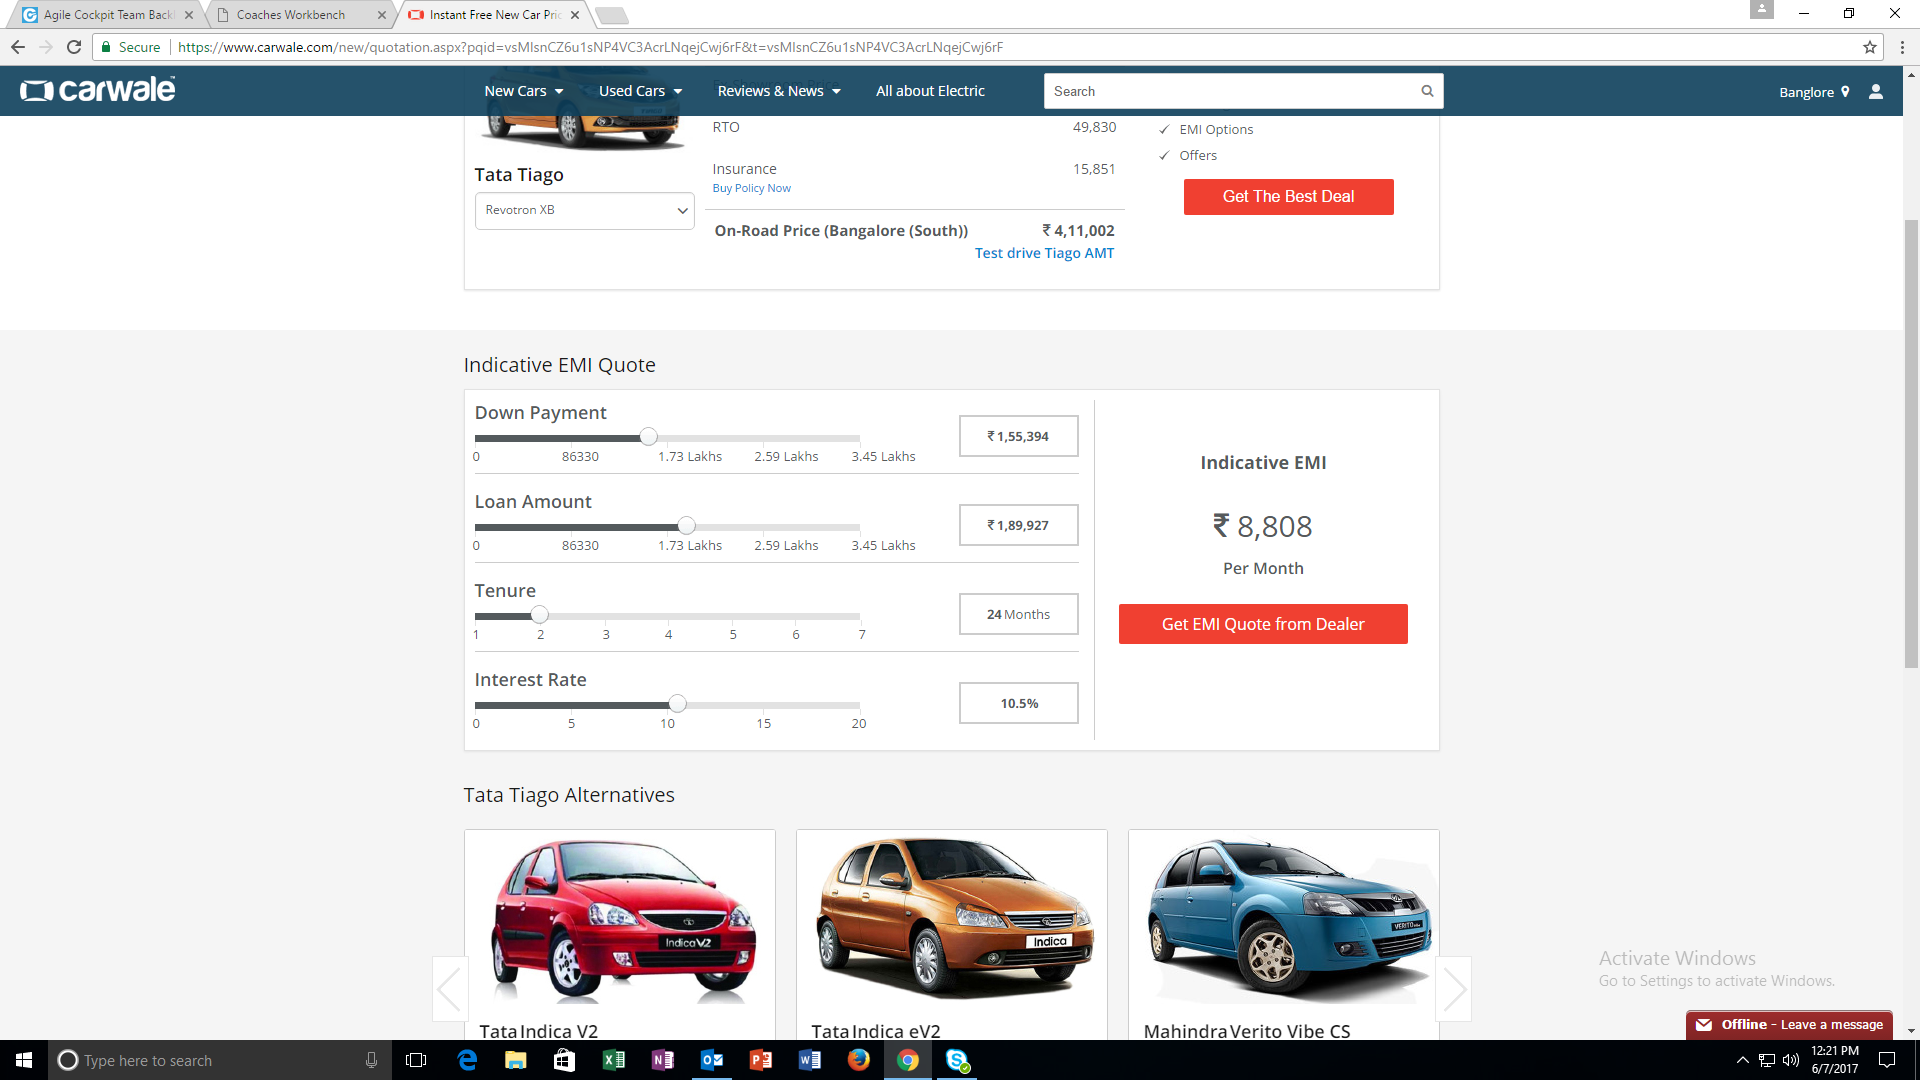 Agile Cockpit Team Back
Coaches Workbench
Instant Free New Car Pric
Secure
https://www.carwale.com/new/quotation.aspx?pqid=vsMIsnCZ6u1sNP4VC3AcrLNqejCwj6rF&t=vsMIsnCZ6u1sNP4VC3AcrLNqejCwj6rF
carwale
New Cars
Used Cars
Reviews & News
All about Electric
Search
Banglore
RTO 49,830
EMI Options
Offers
Tata Tiago
Insurance 15,851
Buy Policy Now
Get The Best Deal
Revotron XB
On-Road Price (Bangalore (South)) ₹ 4,11,002
Test drive Tiago AMT
Indicative EMI Quote
Down Payment
₹ 1,55,394
0 86330 1.73 Lakhs 2.59 Lakhs 3.45 Lakhs
Loan Amount
₹ 1,89,927
0 86330 1.73 Lakhs 2.59 Lakhs 3.45 Lakhs
Tenure
24 Months
1 2 3 4 5 6 7
Interest Rate
10.5%
0 5 10 15 20
Indicative EMI
₹ 8,808
Per Month
Get EMI Quote from Dealer
Tata Tiago Alternatives
Indica V2
Indica
VERITO
Tata Indica V2
Tata Indica eV2
Mahindra Verito Vibe CS
Activate Windows
Go to Settings to activate Windows.
Offline - Leave a message
Type here to search
12:21 PM
6/7/2017